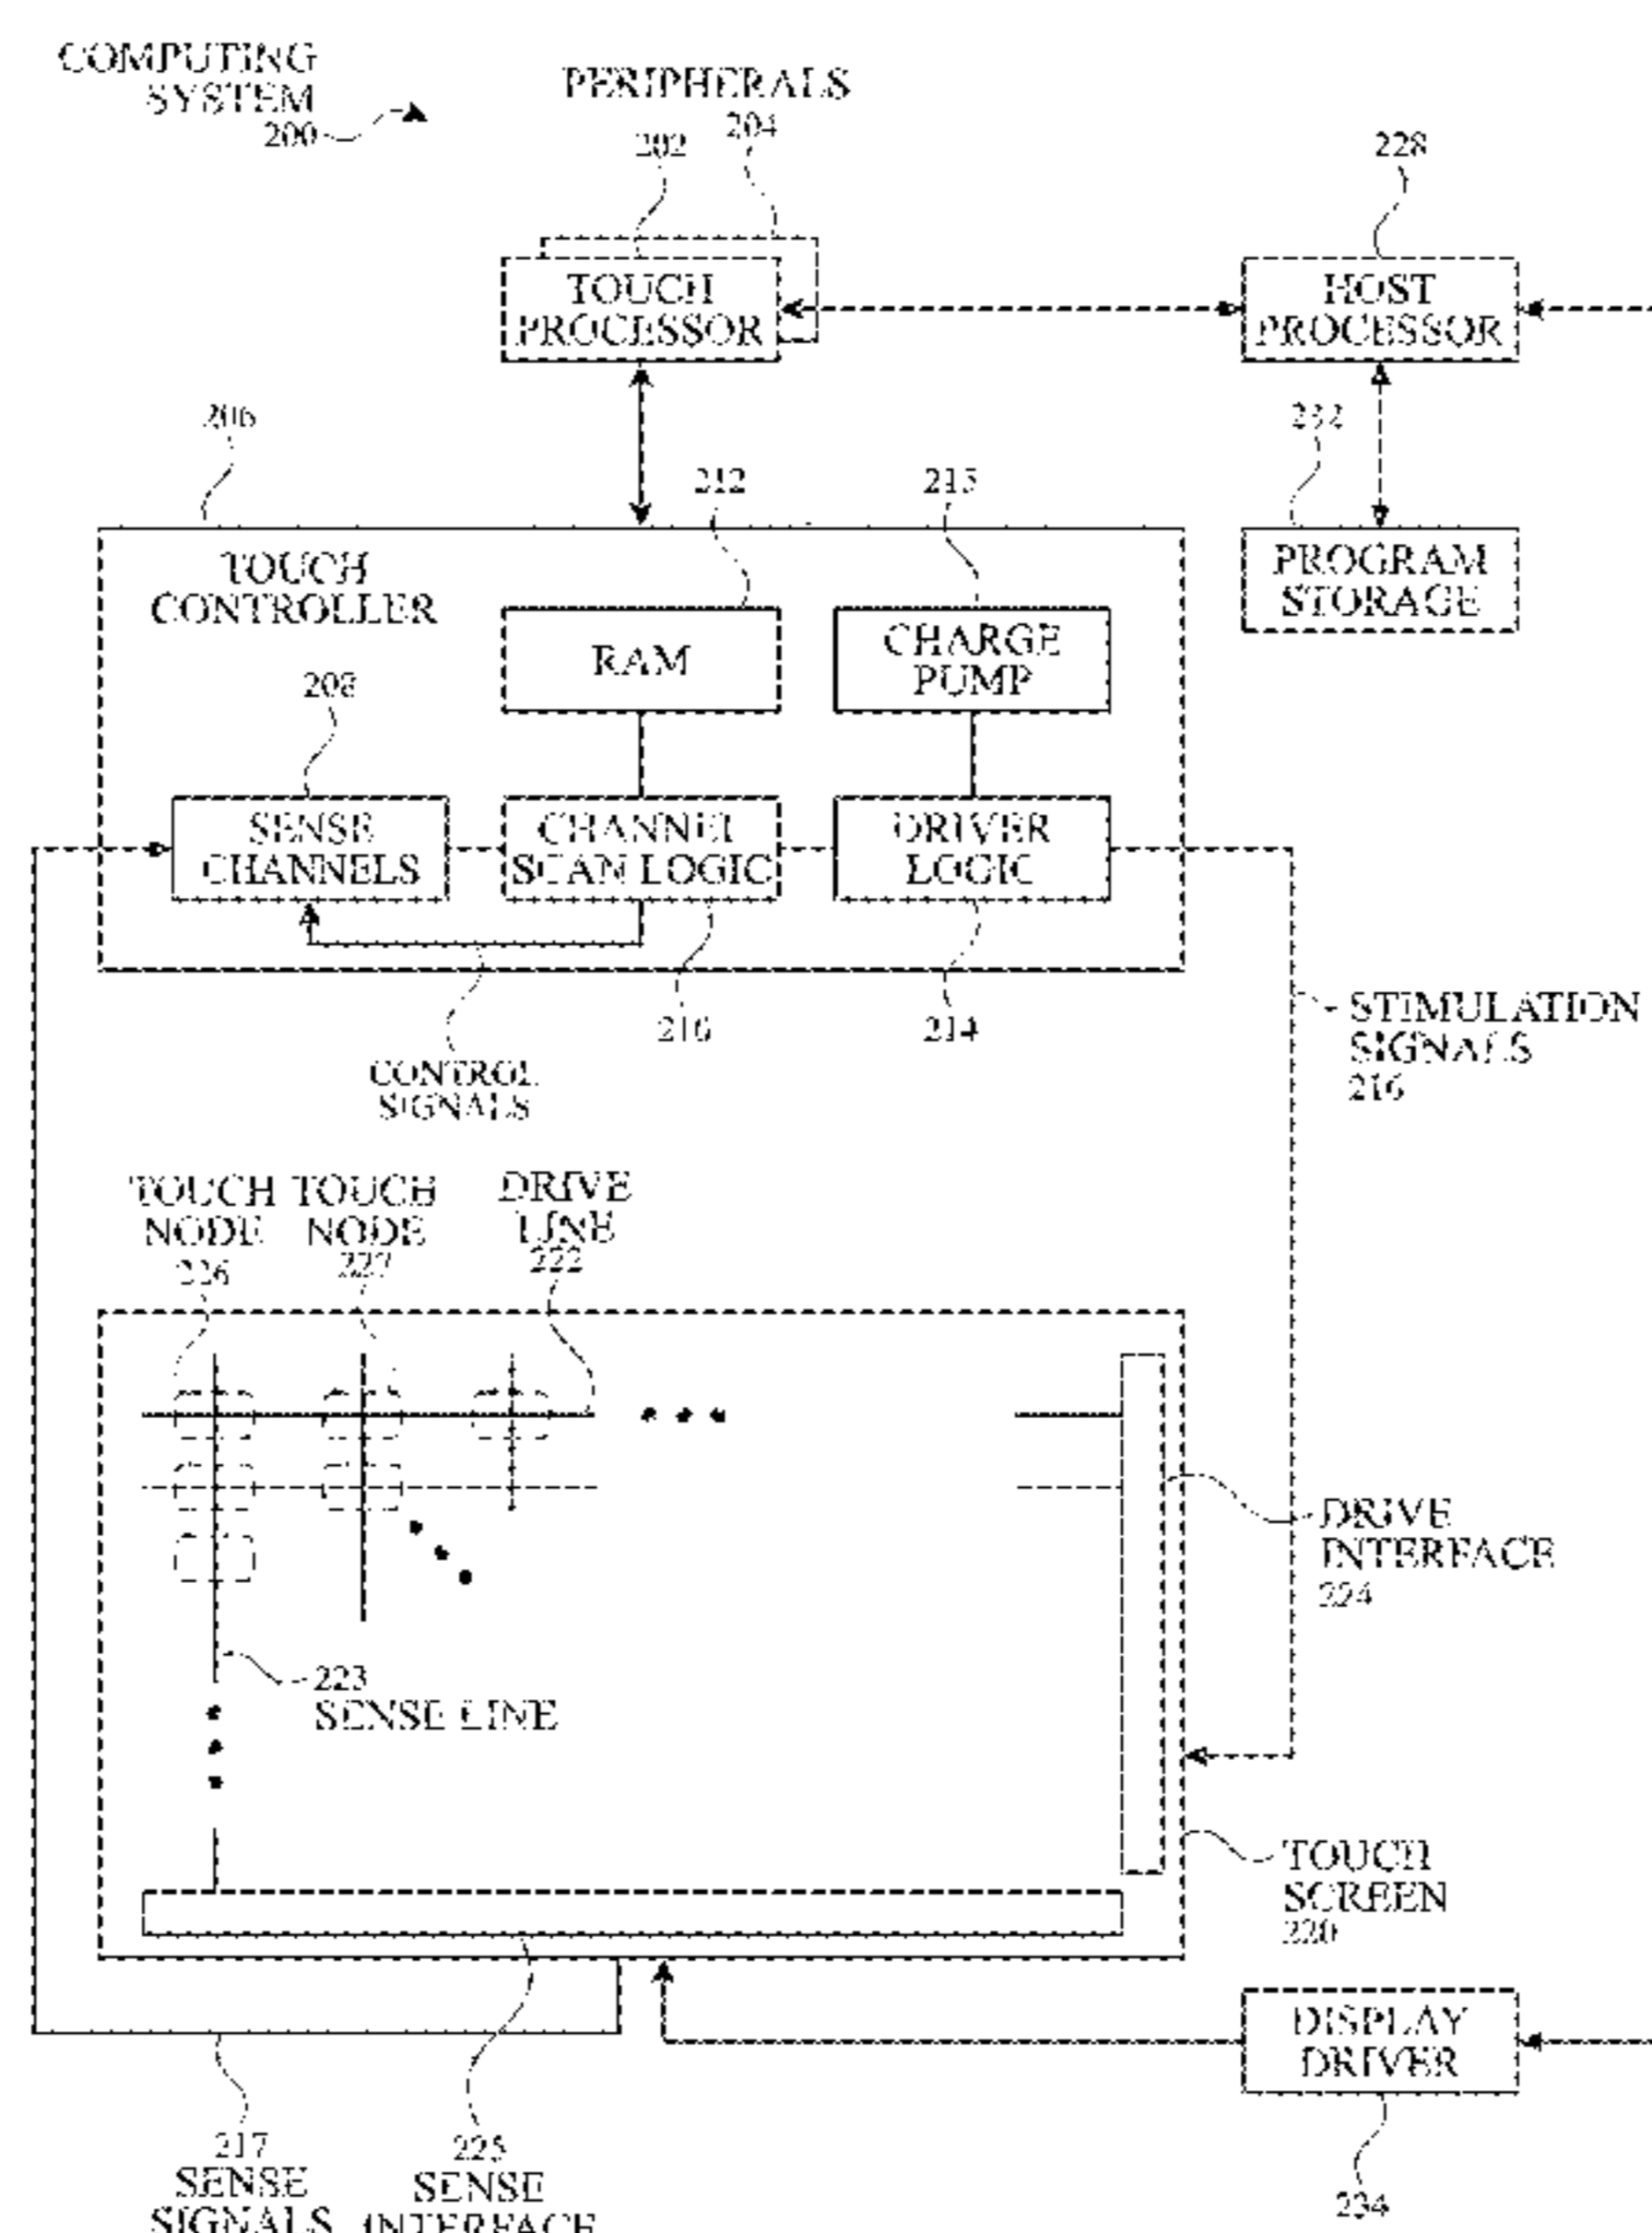 COMPUTING
SYSTEM
200
PERIPHERALS
204
202
228
TOUCH
PROCESSOR
HOST
PROCESSOR
206
232
212
215
TOUCH
CONTROLLER
PROGRAM
STORAGE
RAM
CHARGE
PUMP
208
SENSE
CHANNELS
CHANNEL
SCAN LOGIC
DRIVER
LOGIC
210
214
STIMULATION
SIGNALS
216
CONTROL
SIGNALS
TOUCH
NODE
226
TOUCH
NODE
227
DRIVE
LINE
222
DRIVE
INTERFACE
224
223
SENSE LINE
TOUCH
SCREEN
220
DISPLAY
DRIVER
217
SENSE
SIGNALS
225
SENSE
INTERFACE
234